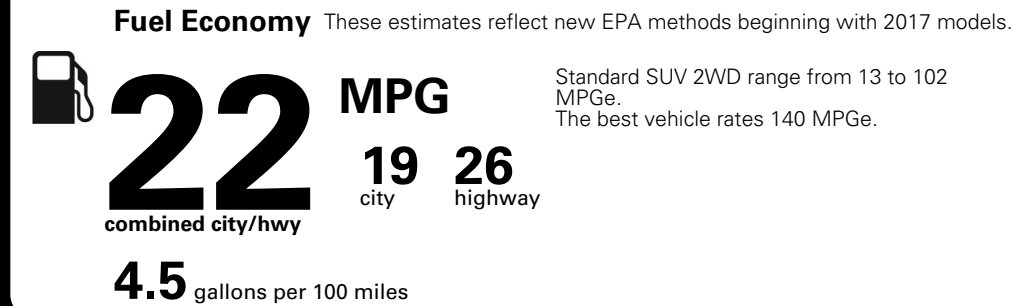 Fuel Economy These estimates reflect new EPA methods beginning with 2017 models.
22 MPG
Standard SUV 2WD range from 13 to 102
MPGe.
The best vehicle rates 140 MPGe.
19 26
city highway
combined city/hwy
4.5 gallons per 100 miles